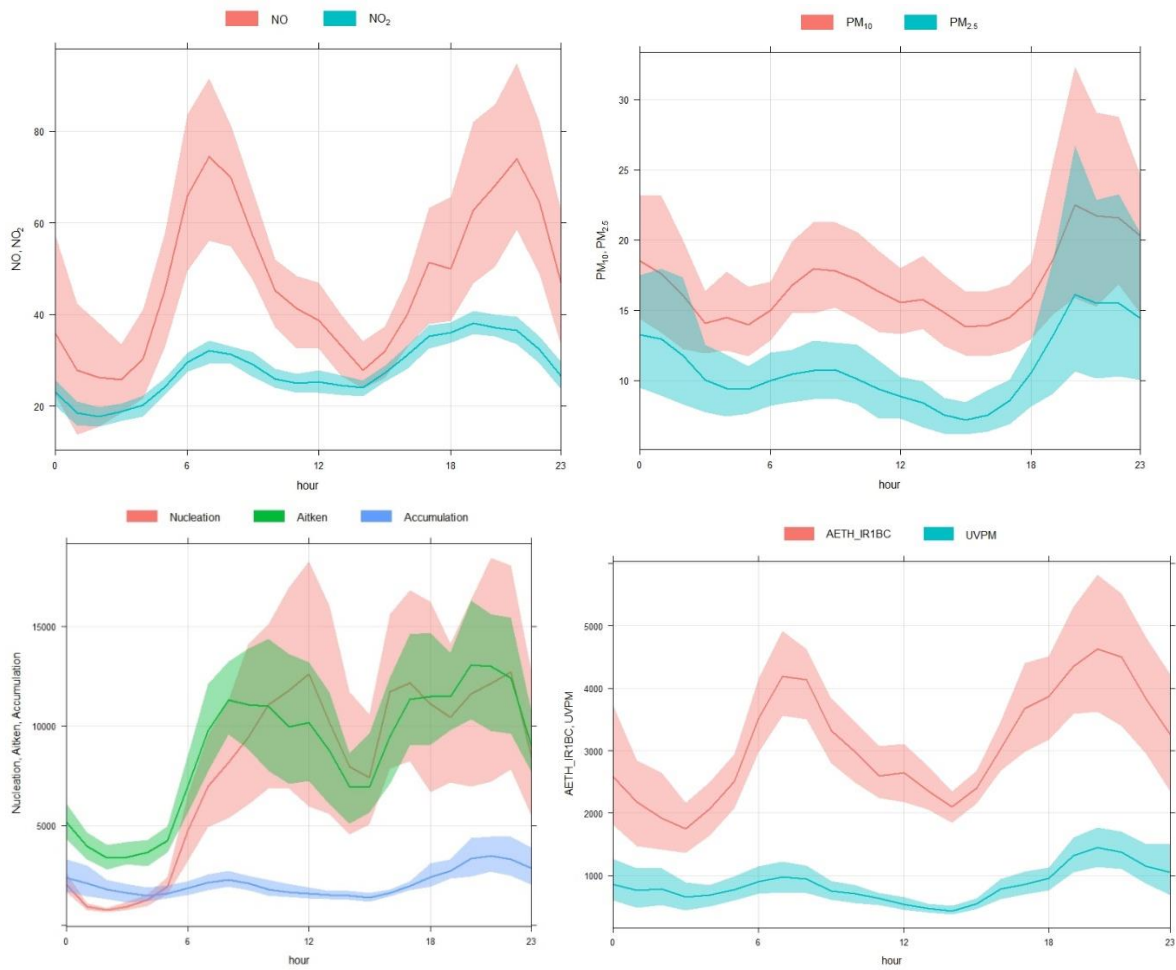 NO NO₂
NO, NO₂
80
60
40
20
0 6 12 18 23
hour
PM₁₀ PM₂.₅
PM₁₀, PM₂.₅
30
25
20
15
10
0 6 12 18 23
hour
Nucleation Aitken Accumulation
Nucleation, Aitken, Accumulation
15000
10000
5000
0 6 12 18 23
hour
AETH_IR1BC UVPM
AETH_IR1BC, UVPM
5000
4000
3000
2000
1000
0 6 12 18 23
hour